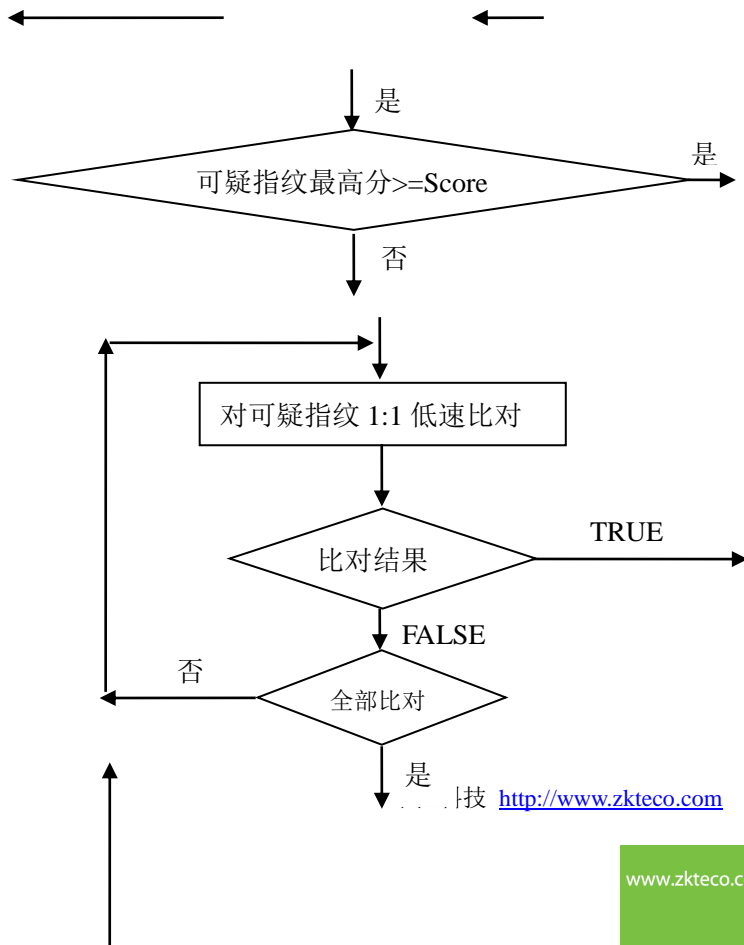 是
是
可疑指纹最高分>=Score
否
对可疑指纹 1:1 低速比对
TRUE
比对结果
FALSE
否
全部比对
是
技 http://www.zkteco.com
www.zkteco.c